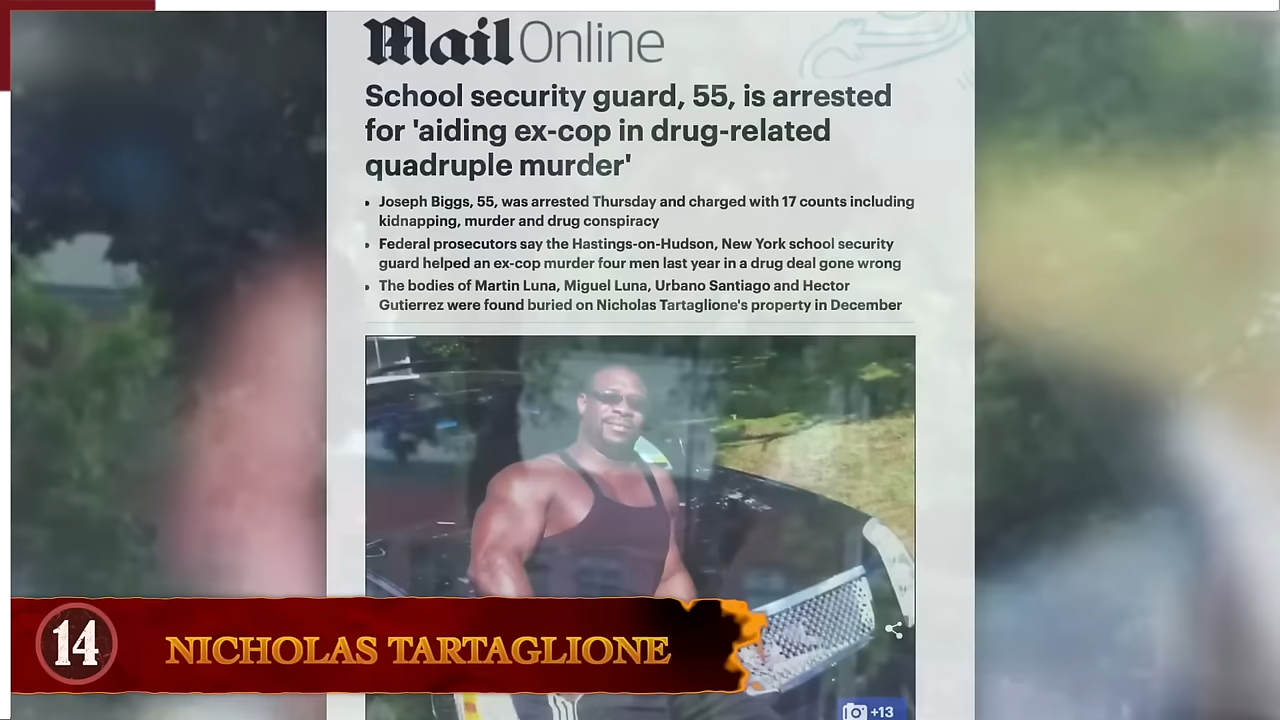 Mail Online
School security guard, 55, is arrested
for 'aiding ex-cop in drug-related
quadruple murder'
• Joseph Biggs, 55, was arrested Thursday and charged with 17 counts including
kidnapping, murder and drug conspiracy
• Federal prosecutors say the Hastings-on-Hudson, New York school security
guard helped an ex-cop murder four men last year in a drug deal gone wrong
• The bodies of Martin Luna, Miguel Luna, Urbano Santiago and Hector
Gutierrez were found buried on Nicholas Tartaglione's property in December
14 NICHOLAS TARTAGLIONE
+13